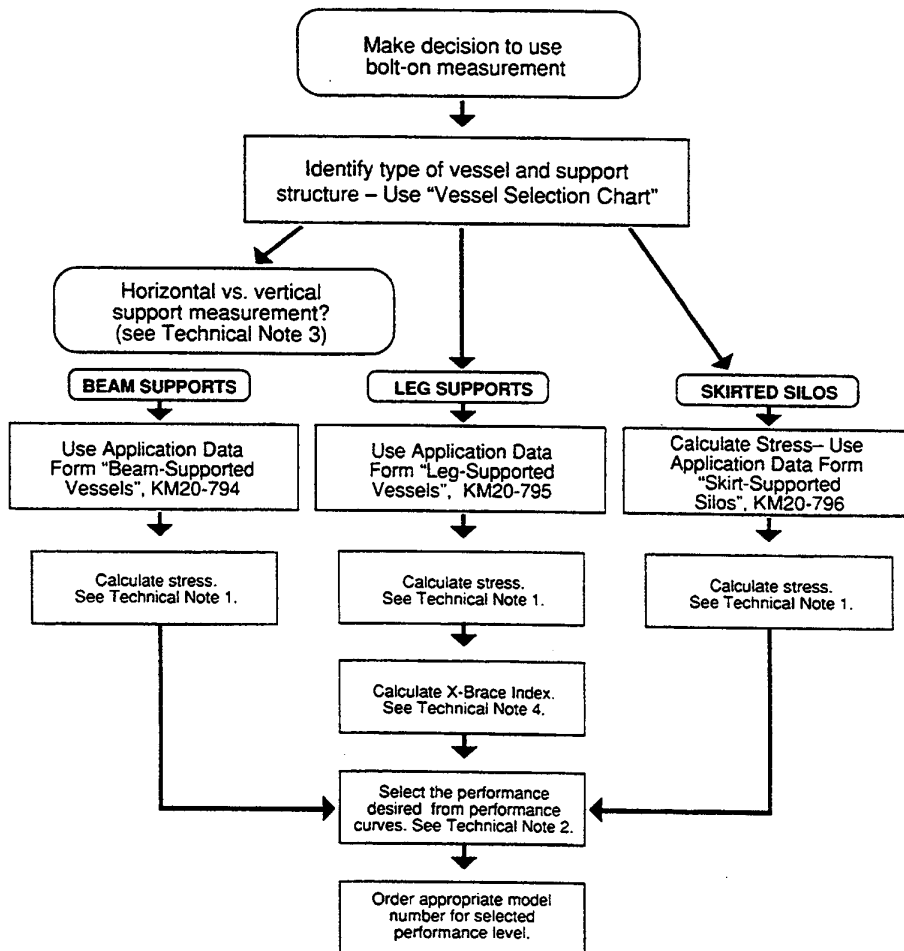 Make decision to use
bolt-on measurement
Identify type of vessel and support
structure – Use “Vessel Selection Chart”
Horizontal vs. vertical
support measurement?
(see Technical Note 3)
BEAM SUPPORTS
LEG SUPPORTS
SKIRTED SILOS
Use Application Data
Form “Beam-Supported
Vessels”, KM20-794
Use Application Data
Form “Leg-Supported
Vessels”, KM20-795
Calculate Stress– Use
Application Data Form
“Skirt-Supported
Silos”, KM20-796
Calculate stress.
See Technical Note 1.
Calculate stress.
See Technical Note 1.
Calculate stress.
See Technical Note 1.
Calculate X-Brace Index.
See Technical Note 4.
Select the performance
desired from performance
curves. See Technical Note 2.
Order appropriate model
number for selected
performance level.